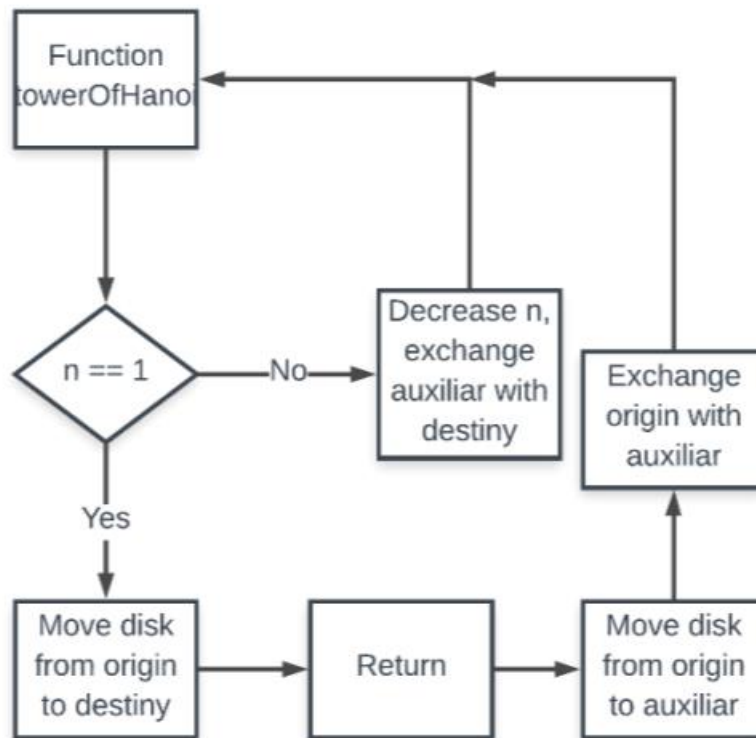 Function
towerOfHanoi
n == 1
No
Decrease n,
exchange
auxiliar with
destiny
Exchange
origin with
auxiliar
Yes
Move disk
from origin
to destiny
Return
Move disk
from origin
to auxiliar